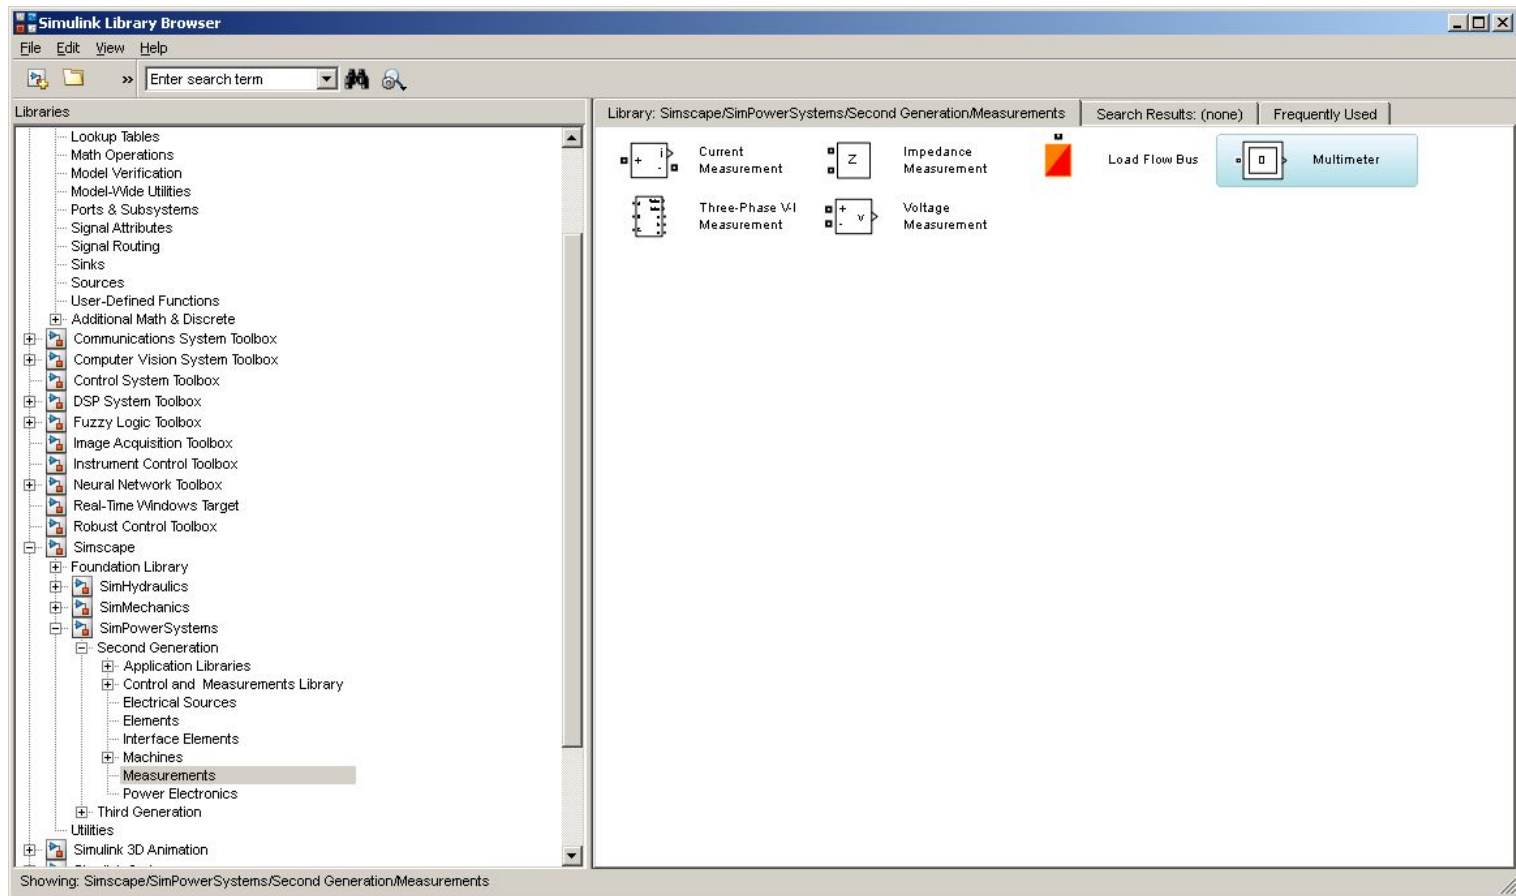 Simulink Library Browser
File Edit View Help
» Enter search term
Libraries
Lookup Tables
Math Operations
Model Verification
Model-Wide Utilities
Ports & Subsystems
Signal Attributes
Signal Routing
Sinks
Sources
User-Defined Functions
Additional Math & Discrete
Communications System Toolbox
Computer Vision System Toolbox
Control System Toolbox
DSP System Toolbox
Fuzzy Logic Toolbox
Image Acquisition Toolbox
Instrument Control Toolbox
Neural Network Toolbox
Real-Time Windows Target
Robust Control Toolbox
Simscape
Foundation Library
SimHydraulics
SimMechanics
SimPowerSystems
Second Generation
Application Libraries
Control and Measurements Library
Electrical Sources
Elements
Interface Elements
Machines
Measurements
Power Electronics
Third Generation
Utilities
Simulink 3D Animation
Library: Simscape/SimPowerSystems/Second Generation/Measurements Search Results: (none) Frequently Used
+ i -
Current
Measurement
Z
Impedance
Measurement
Load Flow Bus
0
Multimeter
Three-Phase V-I
Measurement
+ v -
Voltage
Measurement
Showing: Simscape/SimPowerSystems/Second Generation/Measurements